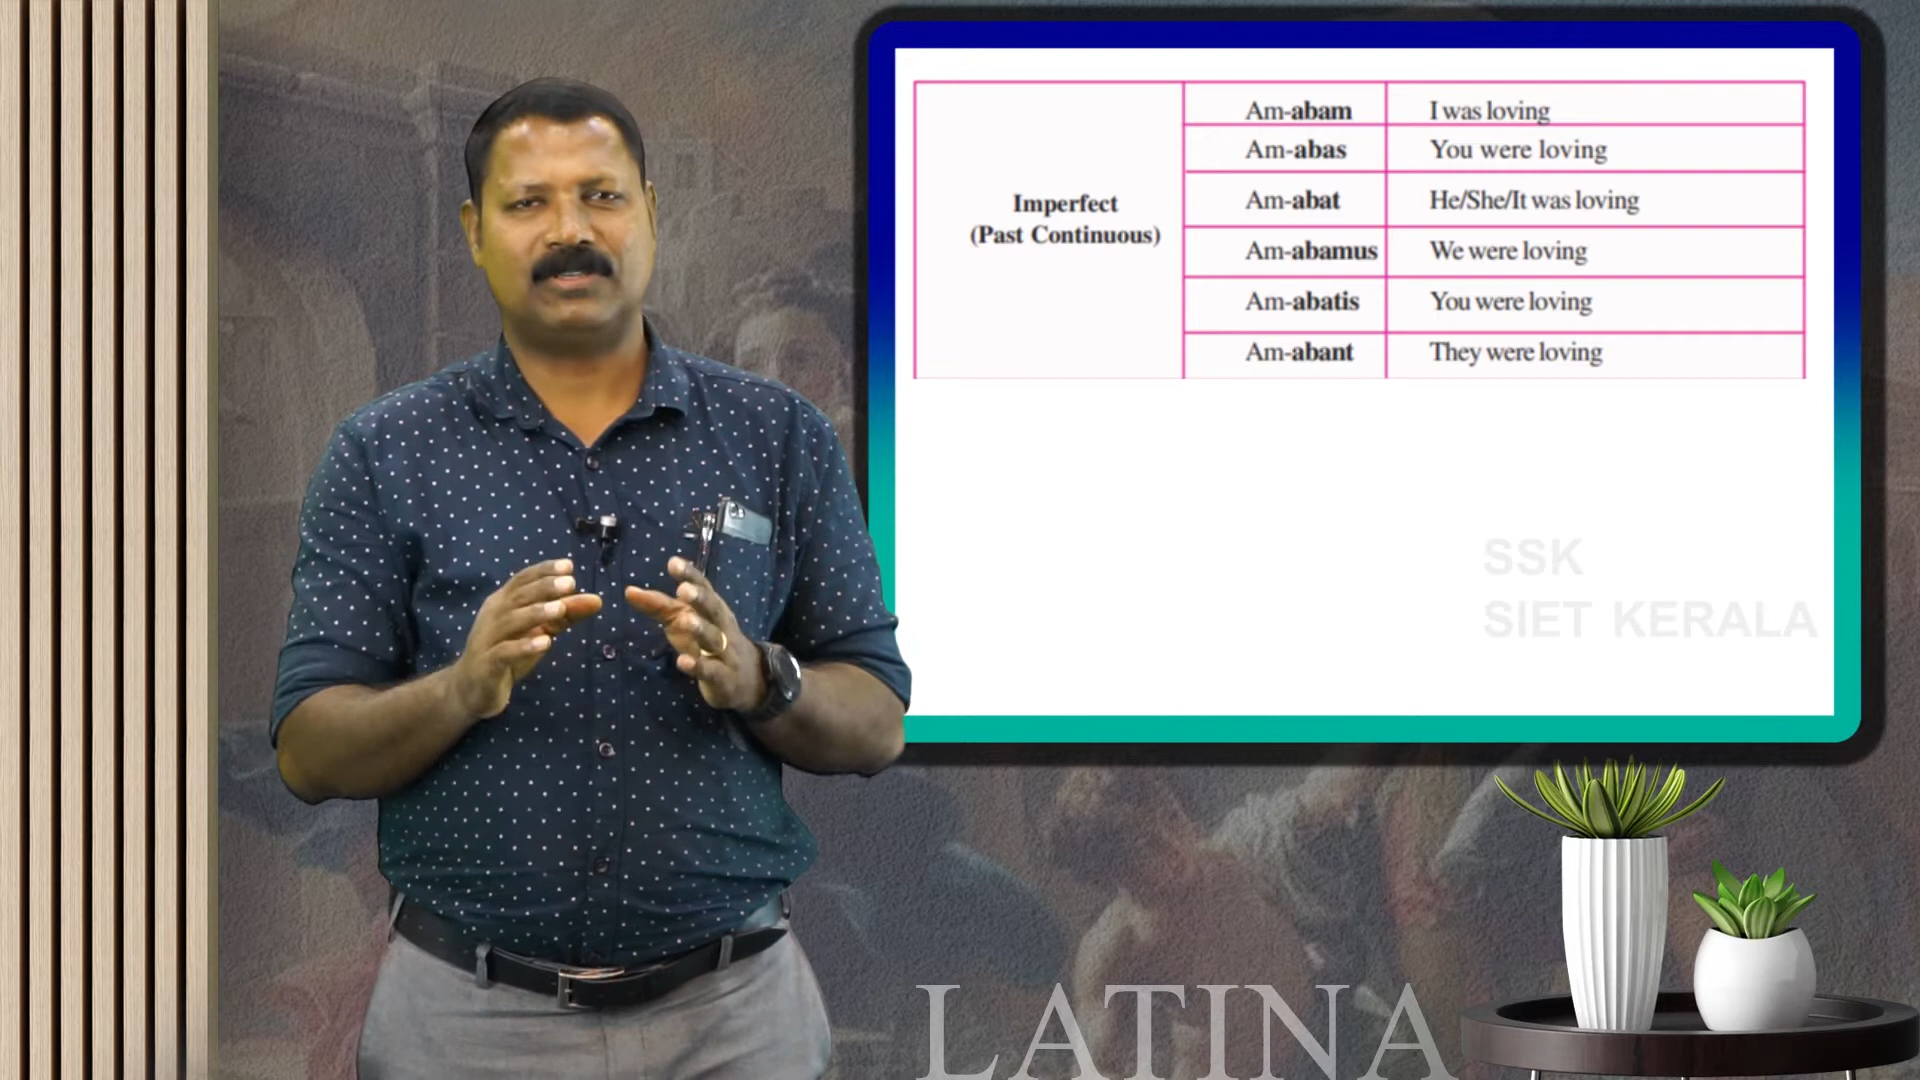 Imperfect
(Past Continuous)
Am-abam I was loving
Am-abas You were loving
Am-abat He/She/It was loving
Am-abamus We were loving
Am-abatis You were loving
Am-abant They were loving
SSK
SIET KERALA
LATINA